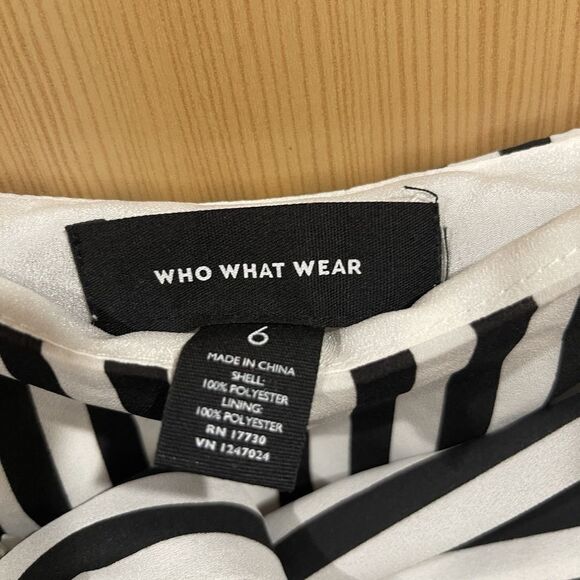 WHO WHAT WEAR
6
MADE IN CHINA
SHELL:
100% POLYESTER
LINING:
100% POLYESTER
RN 17730
VN 1247024